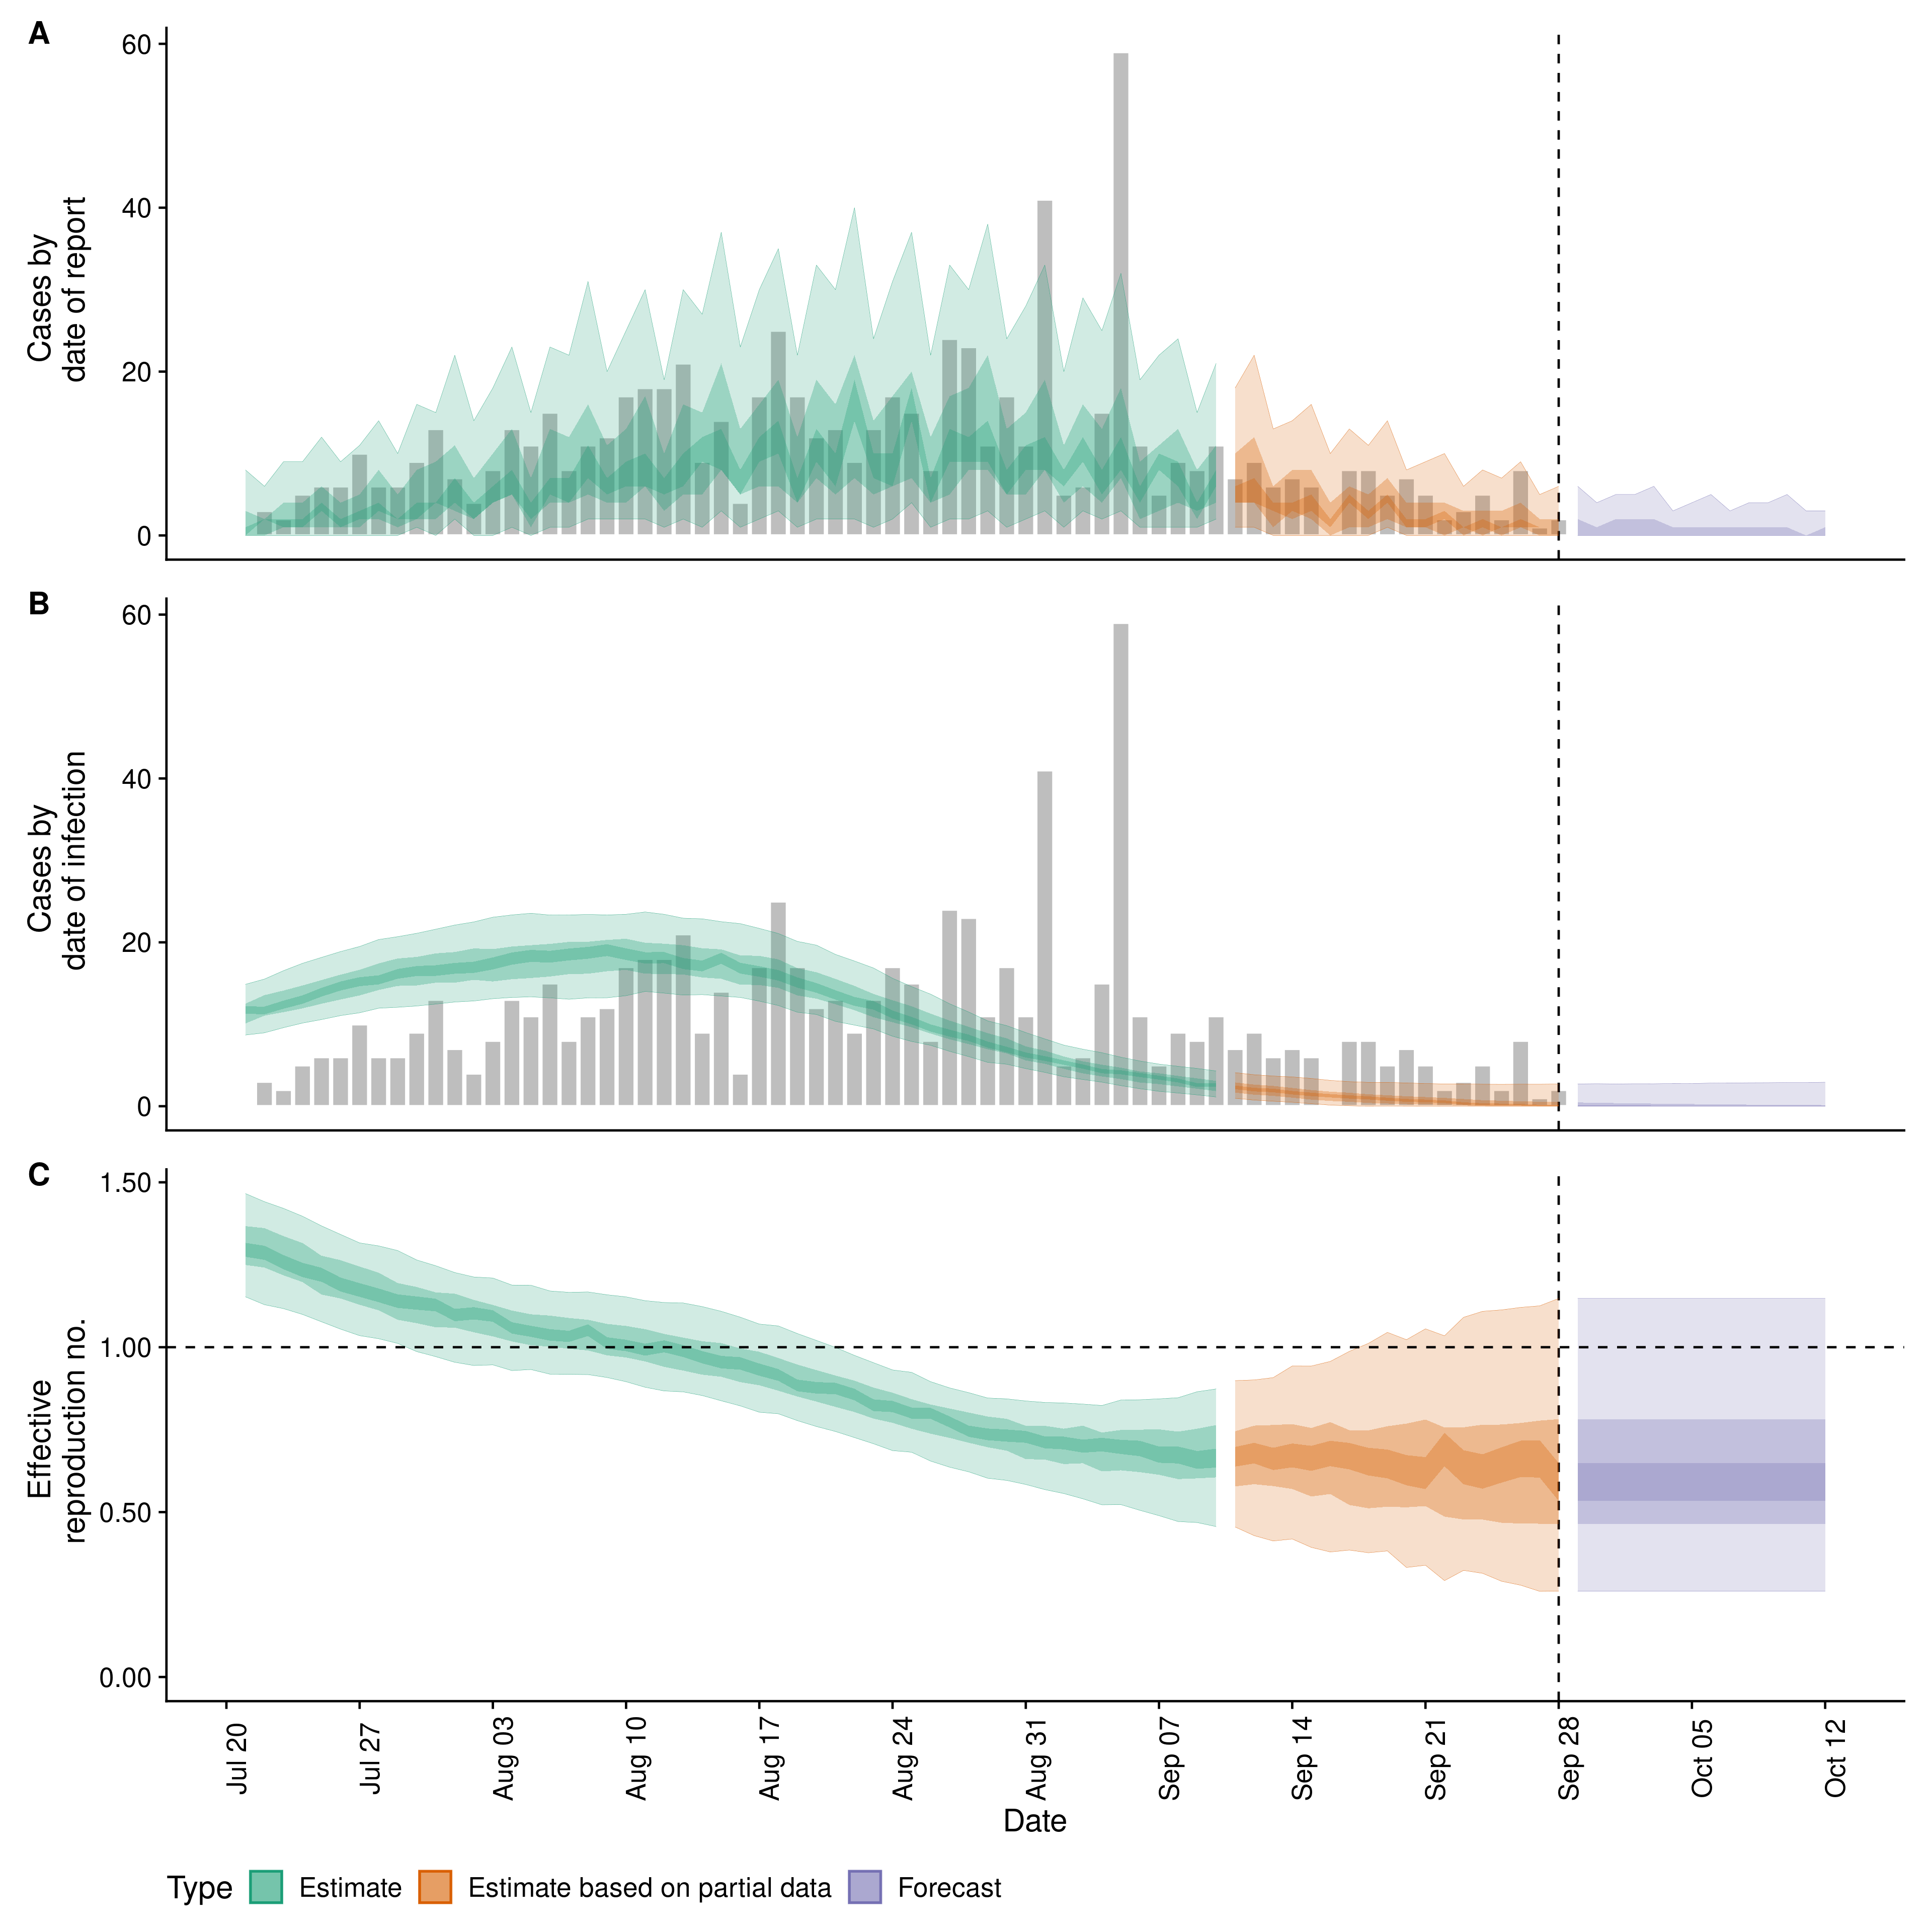 A
60
40
20
0
Cases by
date of report
B
60
40
20
0
Cases by
date of infection
C
1.50
1.00
0.50
0.00
Effective
reproduction no.
Jul 20
Jul 27
Aug 03
Aug 10
Aug 17
Aug 24
Aug 31
Sep 07
Sep 14
Sep 21
Sep 28
Oct 05
Oct 12
Date
Type
Estimate
Estimate based on partial data
Forecast